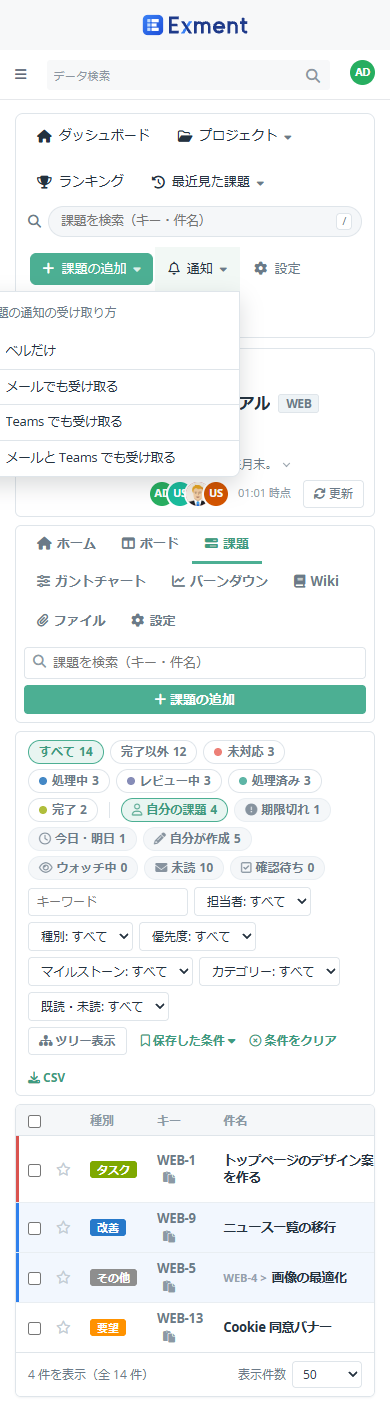 Exment
データ検索
AD
ダッシュボード プロジェクト
ランキング 最近見た課題
課題を検索（キー・件名） /
課題の追加 通知 設定
題の通知の受け取り方
ベルだけ
メールでも受け取る
Teams でも受け取る
メールと Teams でも受け取る
アル WEB
月末。
US US 01:01 時点 更新
ホーム ボード 課題
ガントチャート バーンダウン Wiki
ファイル 設定
課題を検索（キー・件名）
課題の追加
すべて 14 完了以外 12 未対応 3
処理中 3 レビュー中 3 処理済み 3
完了 2 自分の課題 4 期限切れ 1
今日・明日 1 自分が作成 5
ウォッチ中 0 未読 10 確認待ち 0
キーワード 担当者: すべて
種別: すべて 優先度: すべて
マイルストーン: すべて カテゴリー: すべて
既読・未読: すべて
ツリー表示 保存した条件 条件をクリア
CSV
種別 キー 件名
タスク WEB-1 トップページのデザイン案を作る
改善 WEB-9 ニュース一覧の移行
その他 WEB-5 WEB-4 > 画像の最適化
要望 WEB-13 Cookie 同意バナー
4 件を表示（全 14 件） 表示件数 50